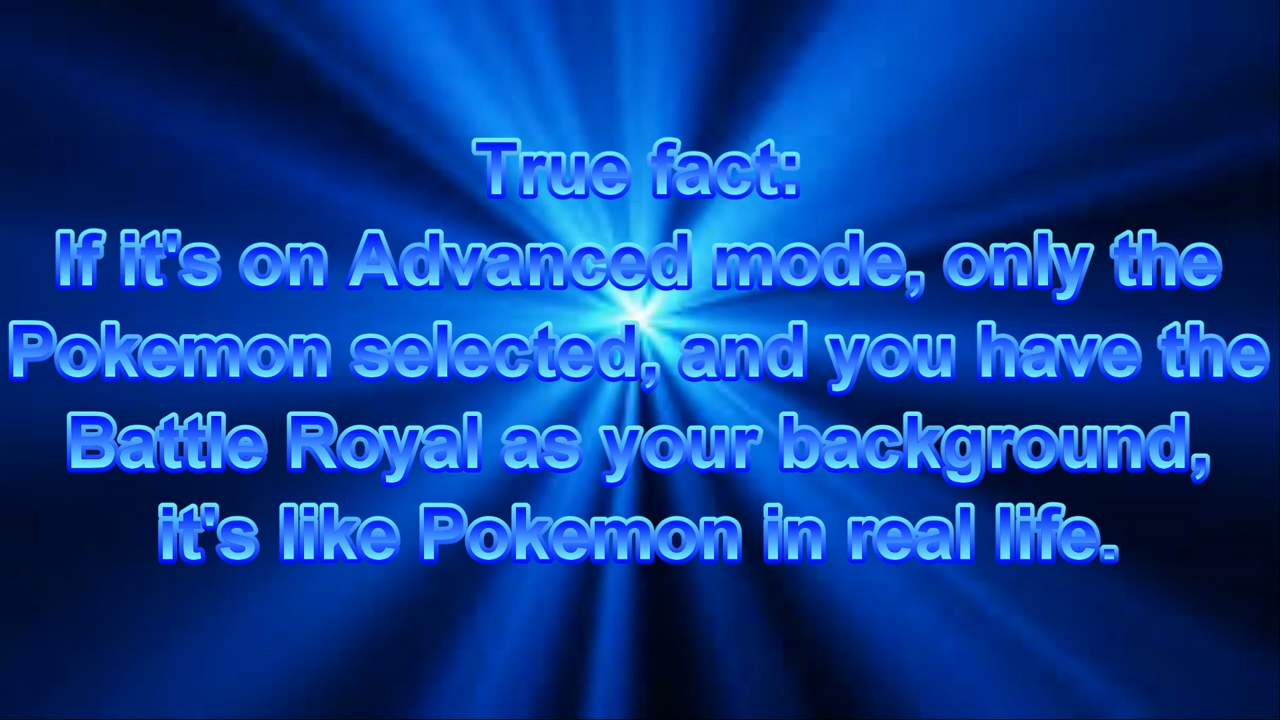 True fact:
If it's on Advanced mode, only the
Pokemon selected, and you have the
Battle Royal as your background,
it's like Pokemon in real life.